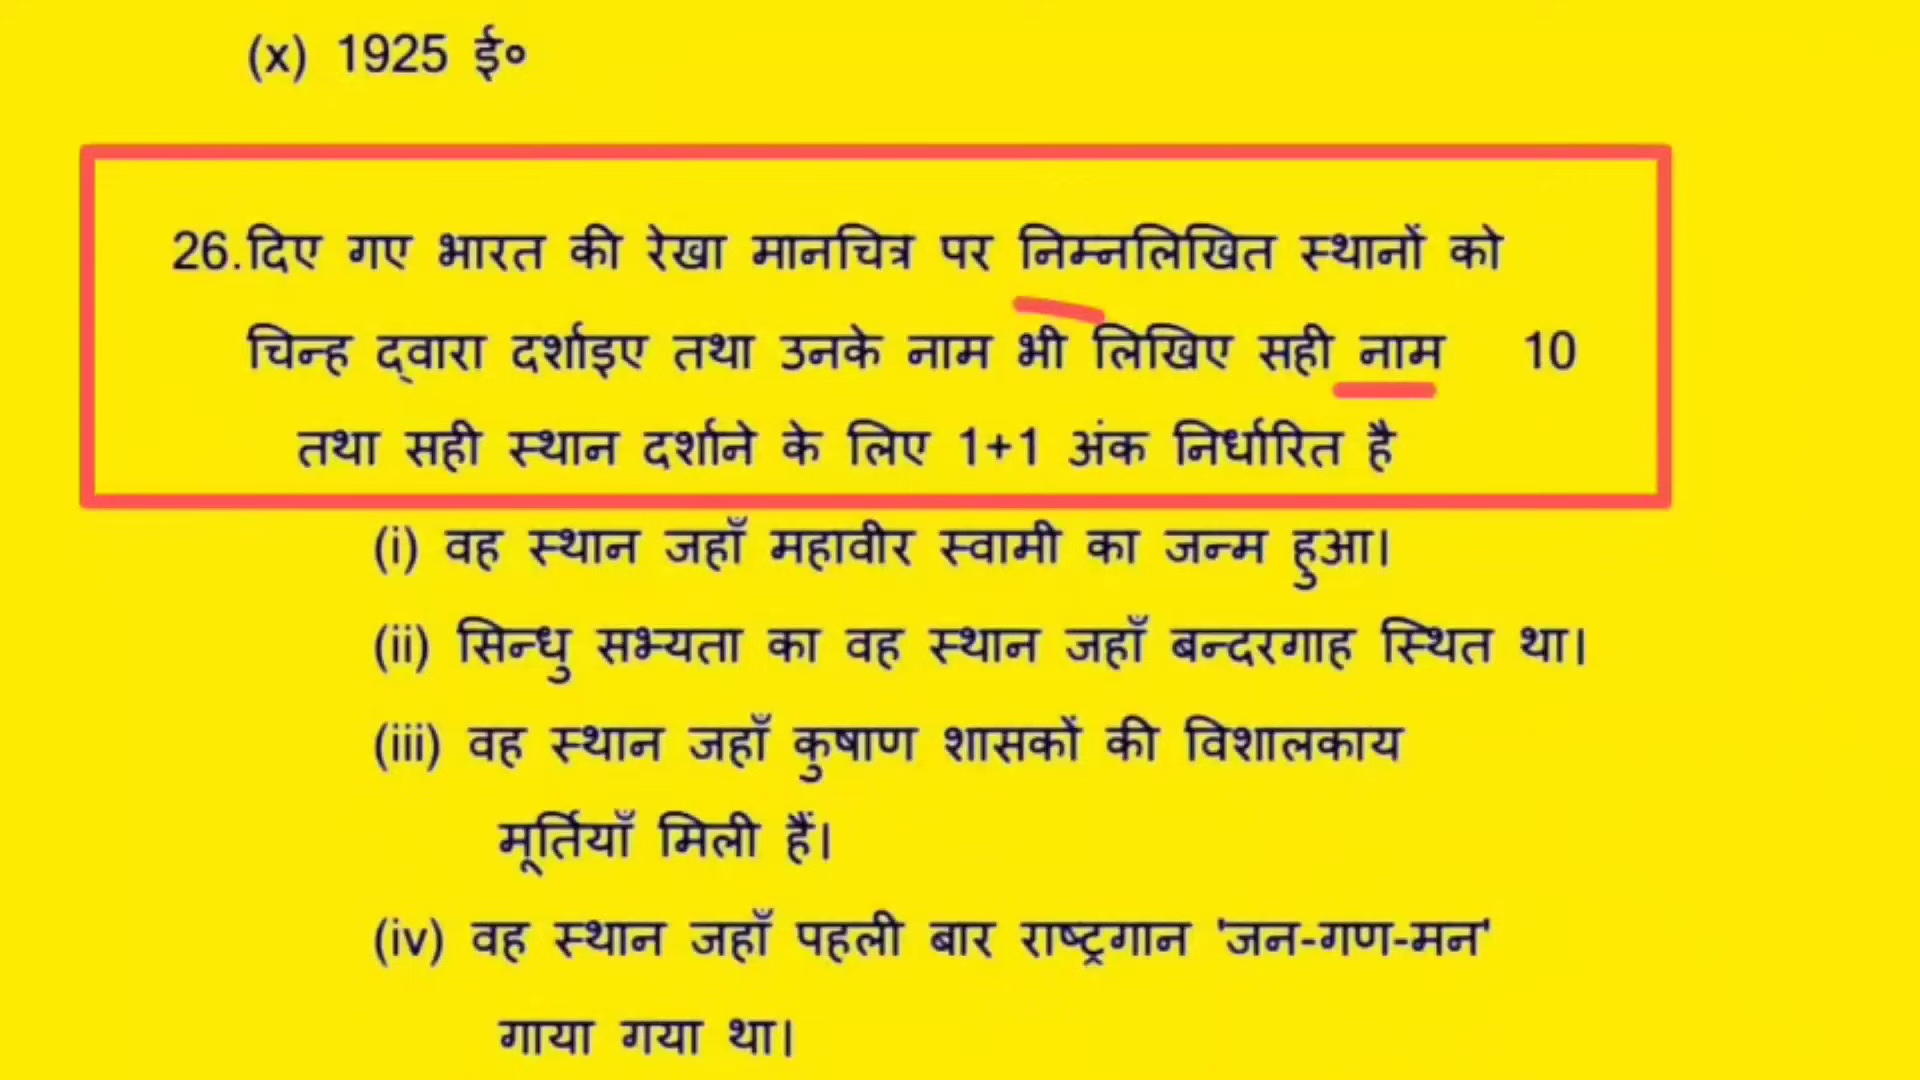 (x) 1925 ई०
26.दिए गए भारत की रेखा मानचित्र पर निम्नलिखित स्थानों को
चिन्ह द्वारा दर्शाइए तथा उनके नाम भी लिखिए सही नाम 10
तथा सही स्थान दर्शाने के लिए 1+1 अंक निर्धारित है
(i) वह स्थान जहाँ महावीर स्वामी का जन्म हुआ।
(ii) सिन्धु सभ्यता का वह स्थान जहाँ बन्दरगाह स्थित था।
(iii) वह स्थान जहाँ कुषाण शासकों की विशालकाय
मूर्तियाँ मिली हैं।
(iv) वह स्थान जहाँ पहली बार राष्ट्रगान 'जन-गण-मन'
गाया गया था।